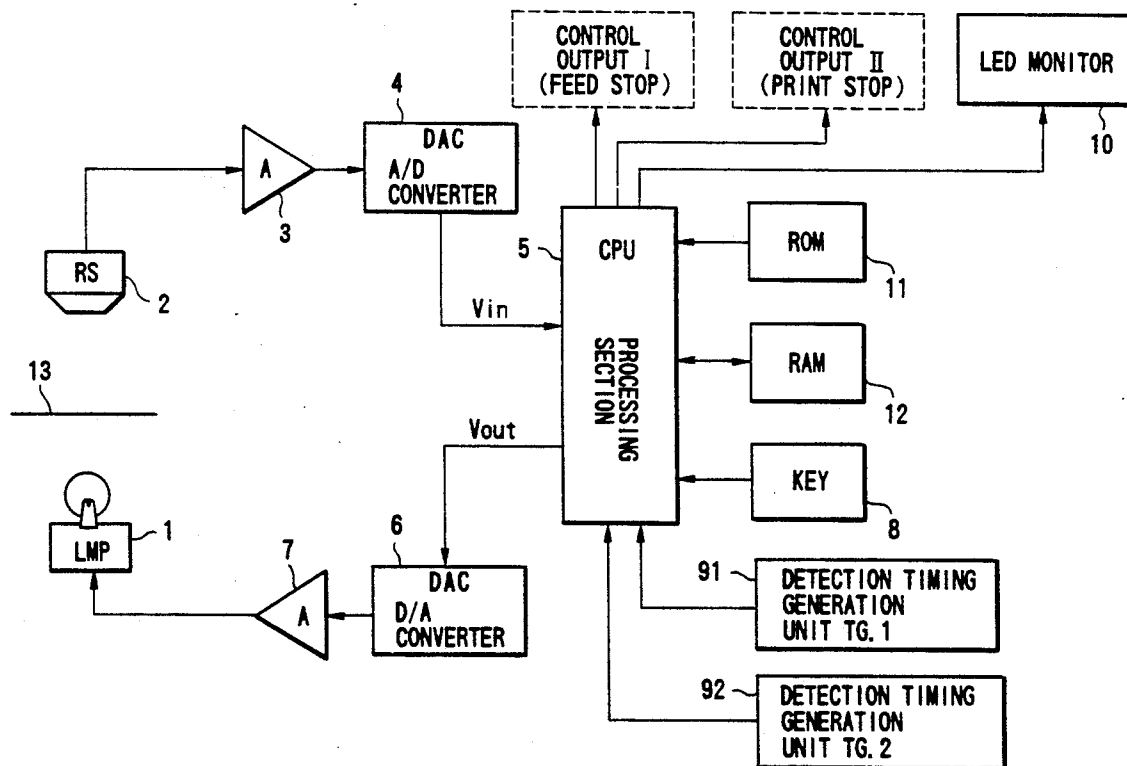 CONTROL
OUTPUT I
(FEED STOP)
CONTROL
OUTPUT II
(PRINT STOP)
LED MONITOR
10
4
DAC
A/D
CONVERTER
A
3
RS
2
5
CPU
PROCESSING
SECTION
ROM
11
Vin
RAM
12
13
Vout
KEY
8
LMP
1
7
A
6
DAC
D/A
CONVERTER
91
DETECTION TIMING
GENERATION
UNIT TG.1
92
DETECTION TIMING
GENERATION
UNIT TG.2